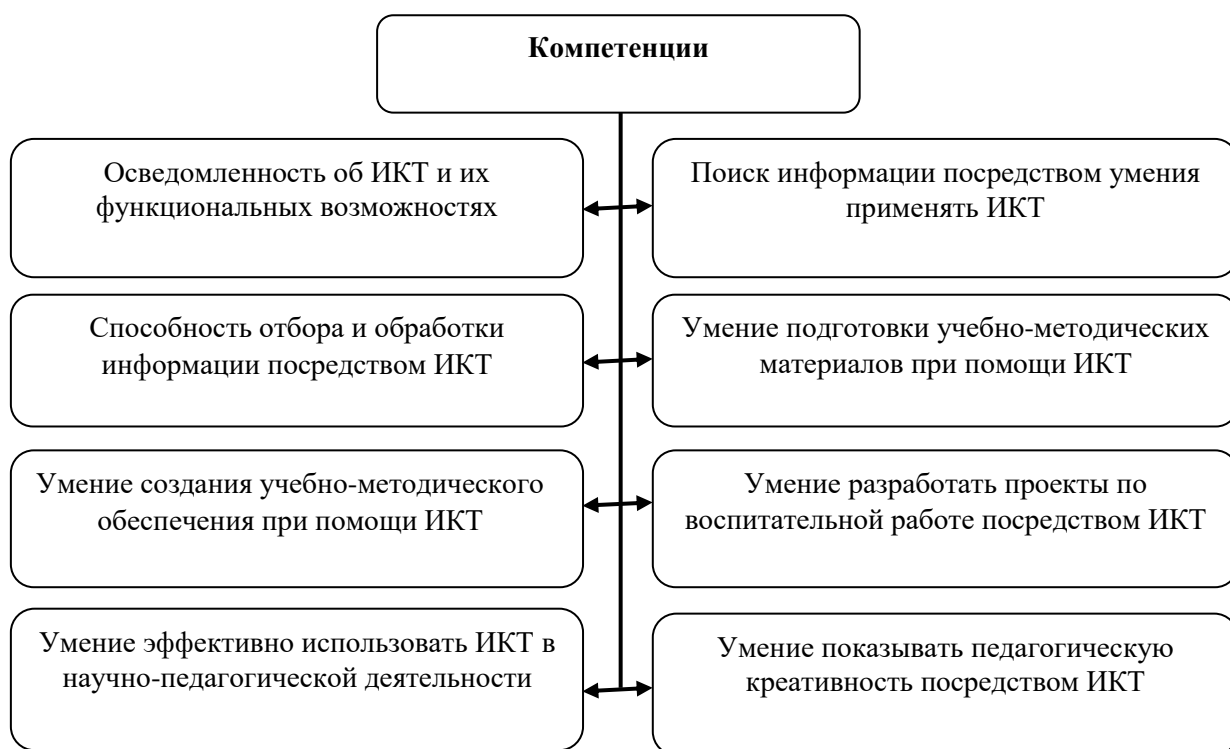 Компетенции
Осведомленность об ИКТ и их
функциональных возможностях
Поиск информации посредством умения
применять ИКТ
Способность отбора и обработки
информации посредством ИКТ
Умение подготовки учебно-методических
материалов при помощи ИКТ
Умение создания учебно-методического
обеспечения при помощи ИКТ
Умение разработать проекты по
воспитательной работе посредством ИКТ
Умение эффективно использовать ИКТ в
научно-педагогической деятельности
Умение показывать педагогическую
креативность посредством ИКТ